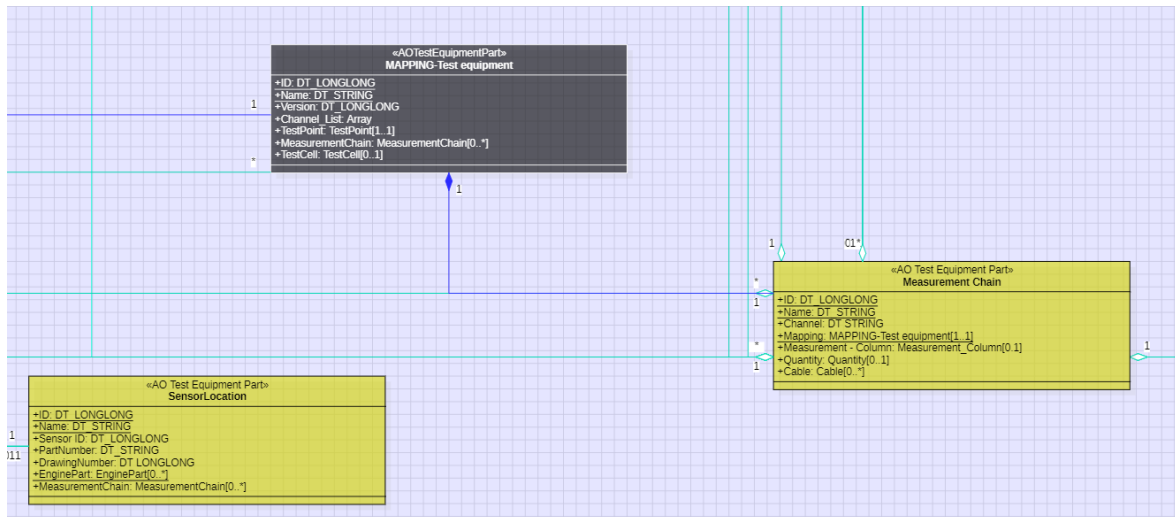 «AOTestEquipmentPart»
MAPPING-Test equipment
+ID: DT_LONGLONG
+Name: DT_STRING
+Version: DT_LONGLONG
+Channel_List: Array
+TestPoint: TestPoint[1..1]
+MeasurementChain: MeasurementChain[0..*]
+TestCell: TestCell[0..1]
1
*
1
1
01*
«AO Test Equipment Part»
Measurement Chain
+ID: DT_LONGLONG
+Name: DT_STRING
+Channel: DT STRING
+Mapping: MAPPING-Test equipment[1..1]
+Measurement - Column: Measurement_Column[0.1]
+Quantity: Quantity[0..1]
+Cable: Cable[0..*]
*
1
*
1
1
«AO Test Equipment Part»
SensorLocation
+ID: DT_LONGLONG
+Name: DT_STRING
+Sensor ID: DT_LONGLONG
+PartNumber: DT_STRING
+DrawingNumber: DT LONGLONG
+EnginePart: EnginePart[0..*]
+MeasurementChain: MeasurementChain[0..*]
1
011